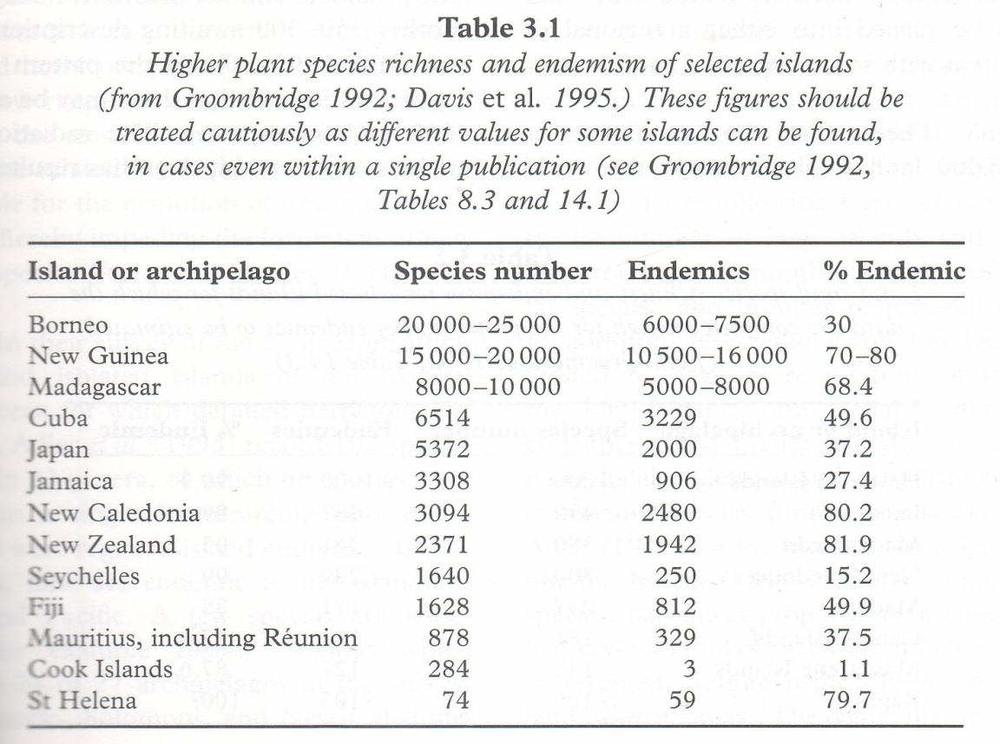 Table 3.1
Higher plant species richness and endemism of selected islands
(from Groombridge 1992; Davis et al. 1995.) These figures should be
treated cautiously as different values for some islands can be found,
in cases even within a single publication (see Groombridge 1992,
Tables 8.3 and 14.1)
Island or archipelago Species number Endemics % Endemic
Borneo 20 000–25 000 6000–7500 30
New Guinea 15 000–20 000 10 500–16 000 70–80
Madagascar 8000–10 000 5000–8000 68.4
Cuba 6514 3229 49.6
Japan 5372 2000 37.2
Jamaica 3308 906 27.4
New Caledonia 3094 2480 80.2
New Zealand 2371 1942 81.9
Seychelles 1640 250 15.2
Fiji 1628 812 49.9
Mauritius, including Réunion 878 329 37.5
Cook Islands 284 3 11
St Helena 74 59 79.7